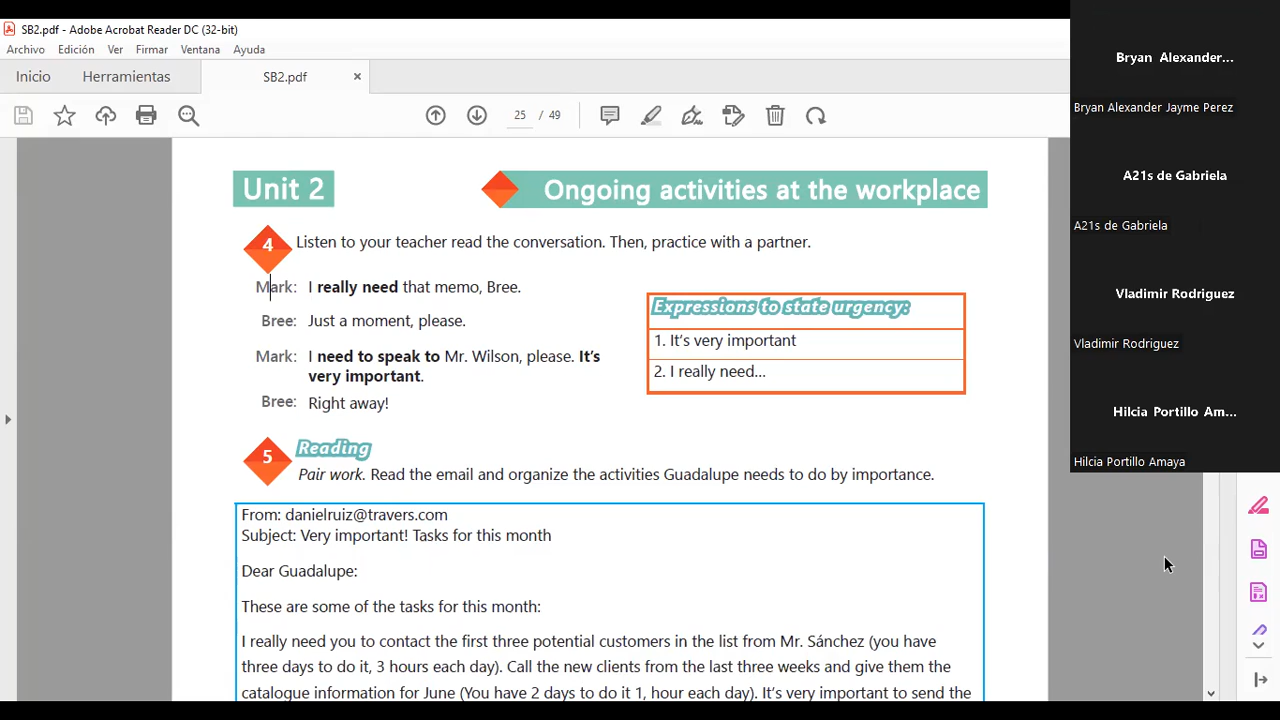 SB2.pdf - Adobe Acrobat Reader DC (32-bit)
Archivo Edición Ver Firmar Ventana Ayuda
Inicio Herramientas SB2.pdf ×
25 / 49
Unit 2 Ongoing activities at the workplace
4 Listen to your teacher read the conversation. Then, practice with a partner.
Mark: I really need that memo, Bree.
Bree: Just a moment, please.
Mark: I need to speak to Mr. Wilson, please. It's
very important.
Bree: Right away!
Expressions to state urgency:
1. It's very important
2. I really need...
5 Reading
Pair work. Read the email and organize the activities Guadalupe needs to do by importance.
From: danielruiz@travers.com
Subject: Very important! Tasks for this month
Dear Guadalupe:
These are some of the tasks for this month:
I really need you to contact the first three potential customers in the list from Mr. Sánchez (you have
three days to do it, 3 hours each day). Call the new clients from the last three weeks and give them the
catalogue information for June (You have 2 days to do it 1, hour each day). It's very important to send the
Bryan Alexander...
Bryan Alexander Jayme Perez
A21s de Gabriela
A21s de Gabriela
Vladimir Rodriguez
Vladimir Rodriguez
Hilcia Portillo Am...
Hilcia Portillo Amaya